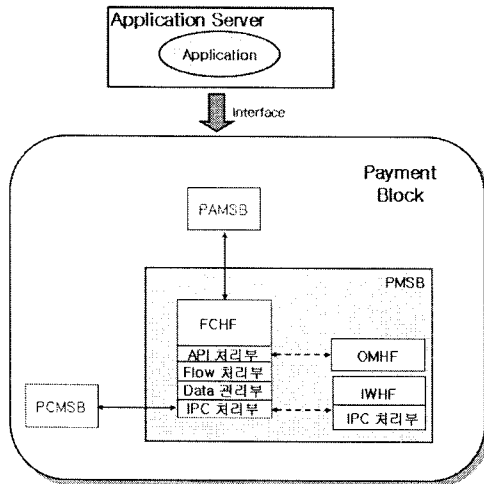 Application Server
Application
Interface
Payment
Block
PAMSB
PMSB
FCHF
API 처리부
OMHF
Flow 처리부
Data 관리부
IWHF
PCMSB
IPC 처리부
IPC 처리부